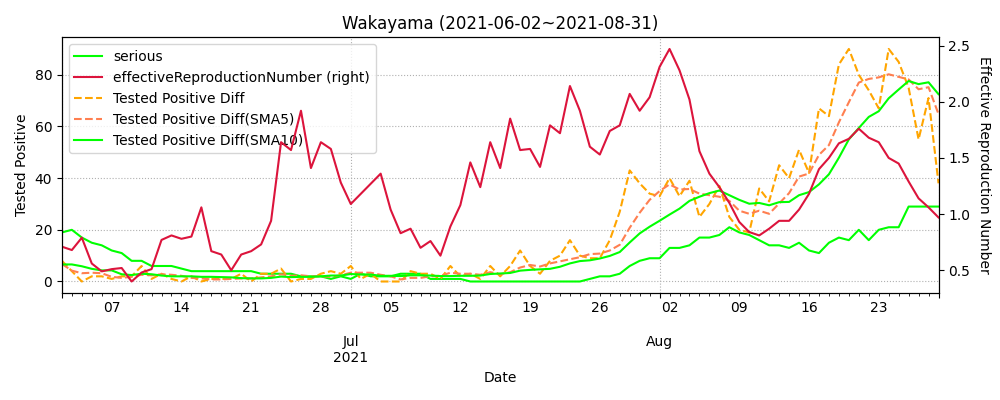 Wakayama (2021-06-02~2021-08-31)
serious
effectiveReproductionNumber (right)
Tested Positive Diff
Tested Positive Diff(SMA5)
Tested Positive Diff(SMA10)
Tested Positive
80
60
40
20
0
2.5
2.0
1.5
1.0
0.5
Effective Reproduction Number
07 14 21 28 05 12 19 26 02 09 16 23
Jul Aug
2021
Date